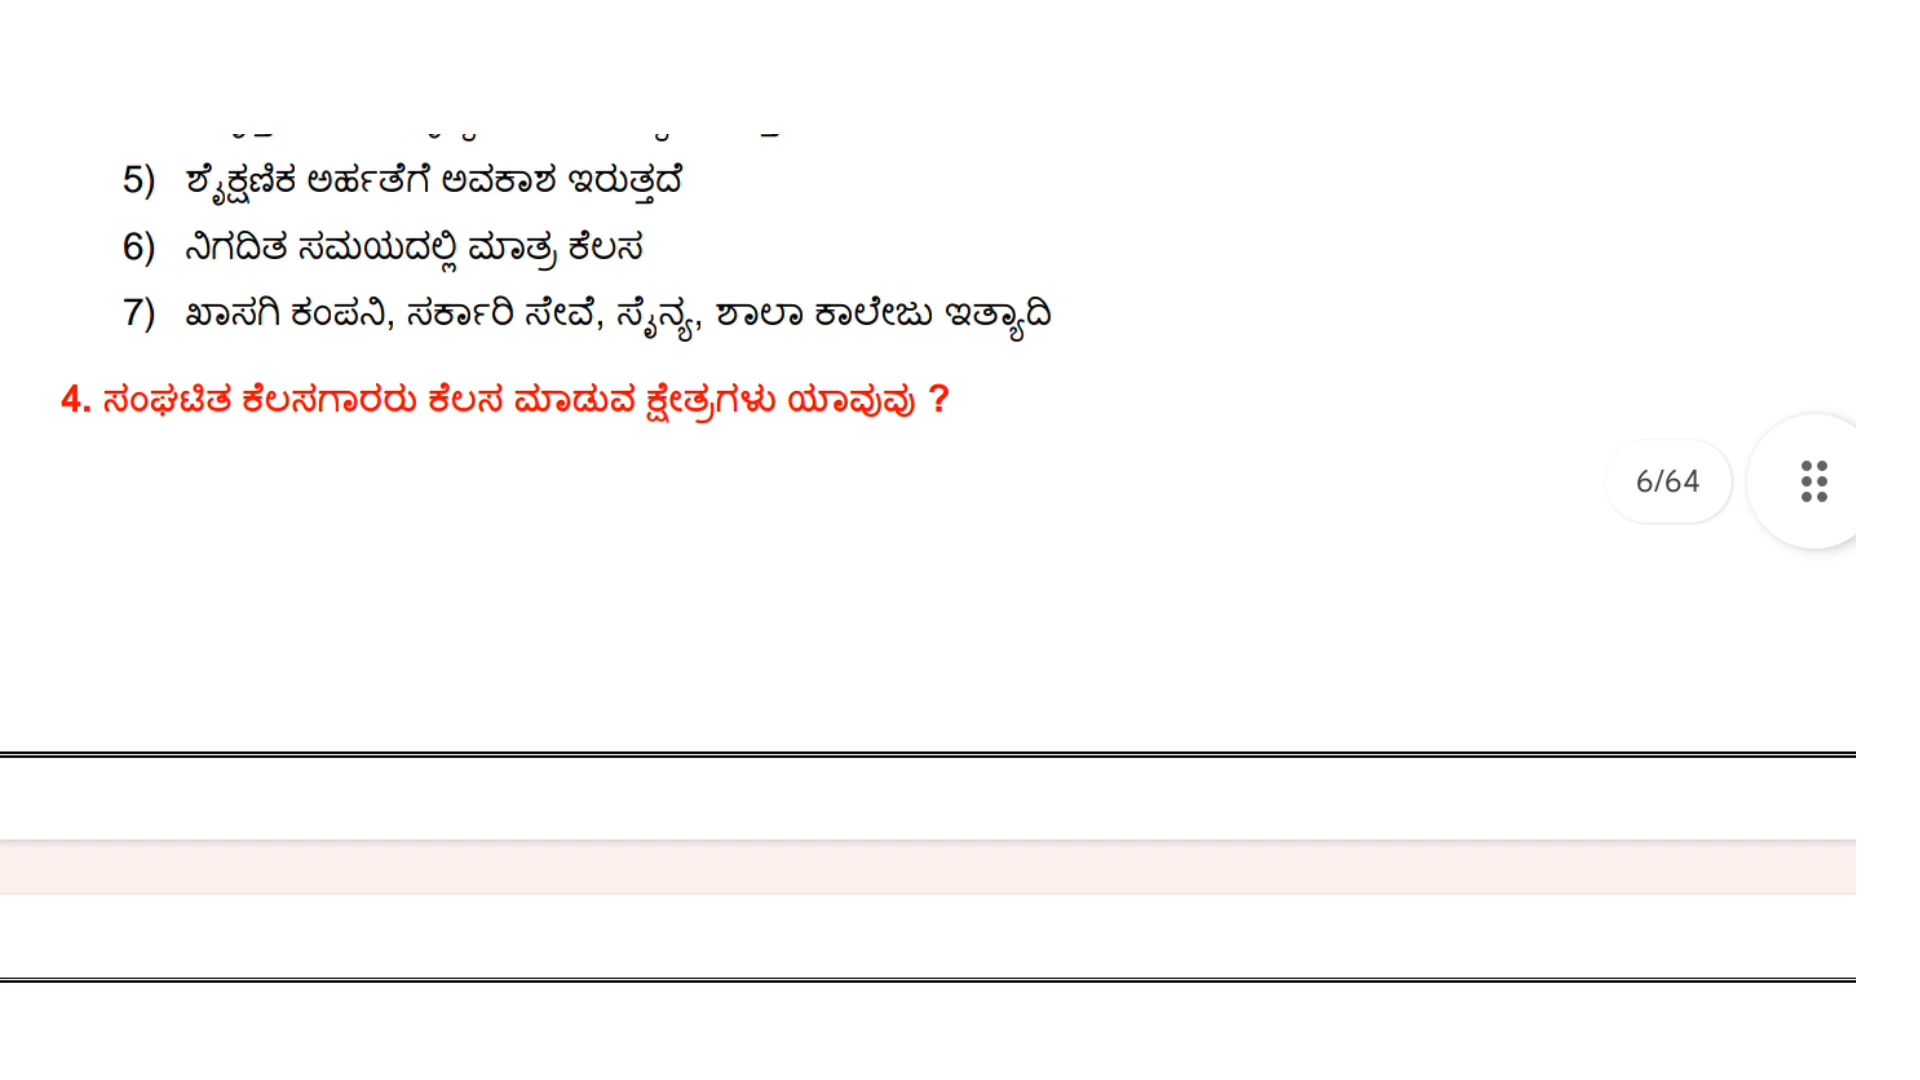 5) ಶೈಕ್ಷಣಿಕ ಅರ್ಹತೆಗೆ ಅವಕಾಶ ಇರುತ್ತದೆ
6) ನಿಗದಿತ ಸಮಯದಲ್ಲಿ ಮಾತ್ರ ಕೆಲಸ
7) ಖಾಸಗಿ ಕಂಪನಿ, ಸರ್ಕಾರಿ ಸೇವೆ, ಸೈನ್ಯ, ಶಾಲಾ ಕಾಲೇಜು ಇತ್ಯಾದಿ
4. ಸಂಘಟಿತ ಕೆಲಸಗಾರರು ಕೆಲಸ ಮಾಡುವ ಕ್ಷೇತ್ರಗಳು ಯಾವುವು ?
6/64